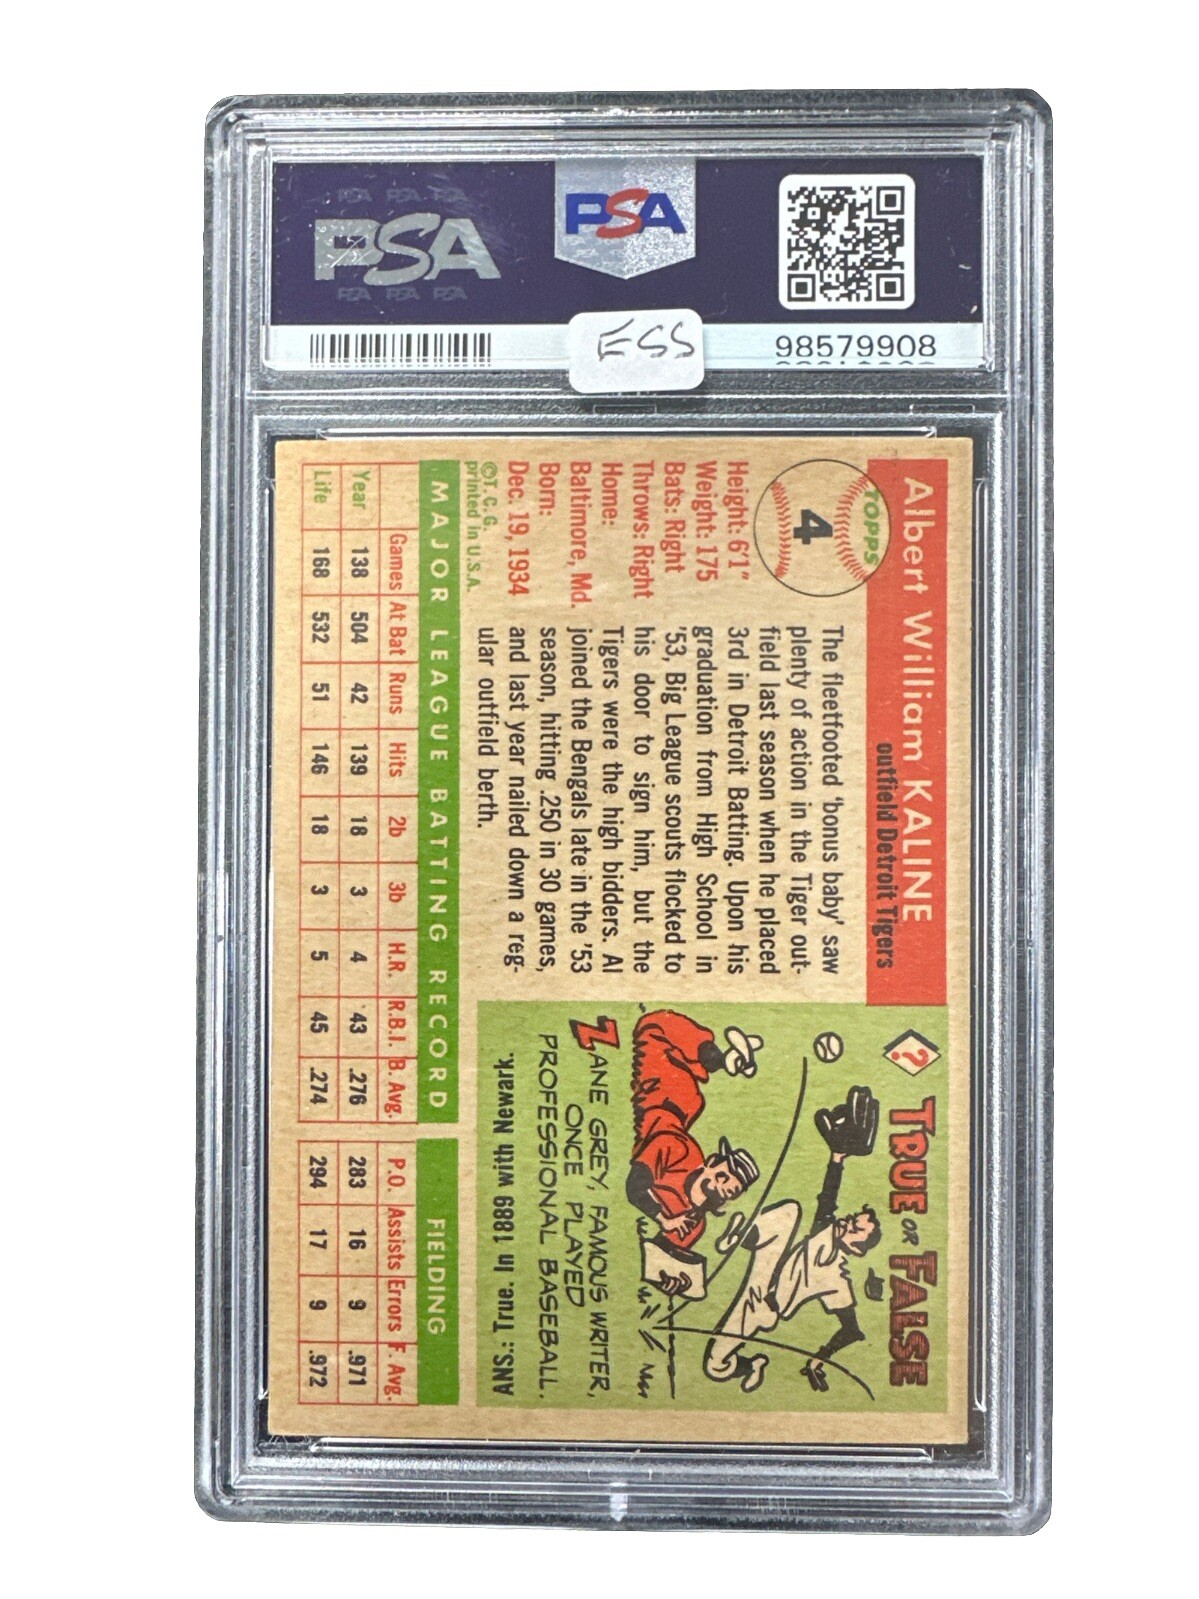 PSA PSA PSA
PSA
PSA PSA PSA
PSA
ESS
98579908
Albert William KALINE
outfield Detroit Tigers
TOPPS
4
Height: 6'1"
Weight: 175
Bats: Right
Throws: Right
Home:
Baltimore, Md.
Born:
Dec. 19, 1934
©T.C.G.
printed in U.S.A.
The fleetfooted 'bonus baby' saw
plenty of action in the Tiger out-
field last season when he placed
3rd in Detroit Batting. Upon his
graduation from High School in
'53, Big League scouts flocked to
his door to sign him, but the
Tigers were the high bidders. Al
joined the Bengals late in the '53
season, hitting .250 in 30 games,
and last year nailed down a reg-
ular outfield berth.
? TRUE OR FALSE
ZANE GREY, FAMOUS WRITER,
ONCE PLAYED
PROFESSIONAL BASEBALL.
ANS.: True. In 1889 with Newark.
MAJOR LEAGUE BATTING RECORD FIELDING
Games At Bat Runs Hits 2b 3b H.R. R.B.I. B. Avg. P.O. Assists Errors F. Avg.
Year 138 504 42 139 18 3 4 43 .276 283 16 9 .971
Life 168 532 51 146 18 3 5 45 .274 294 17 9 .972